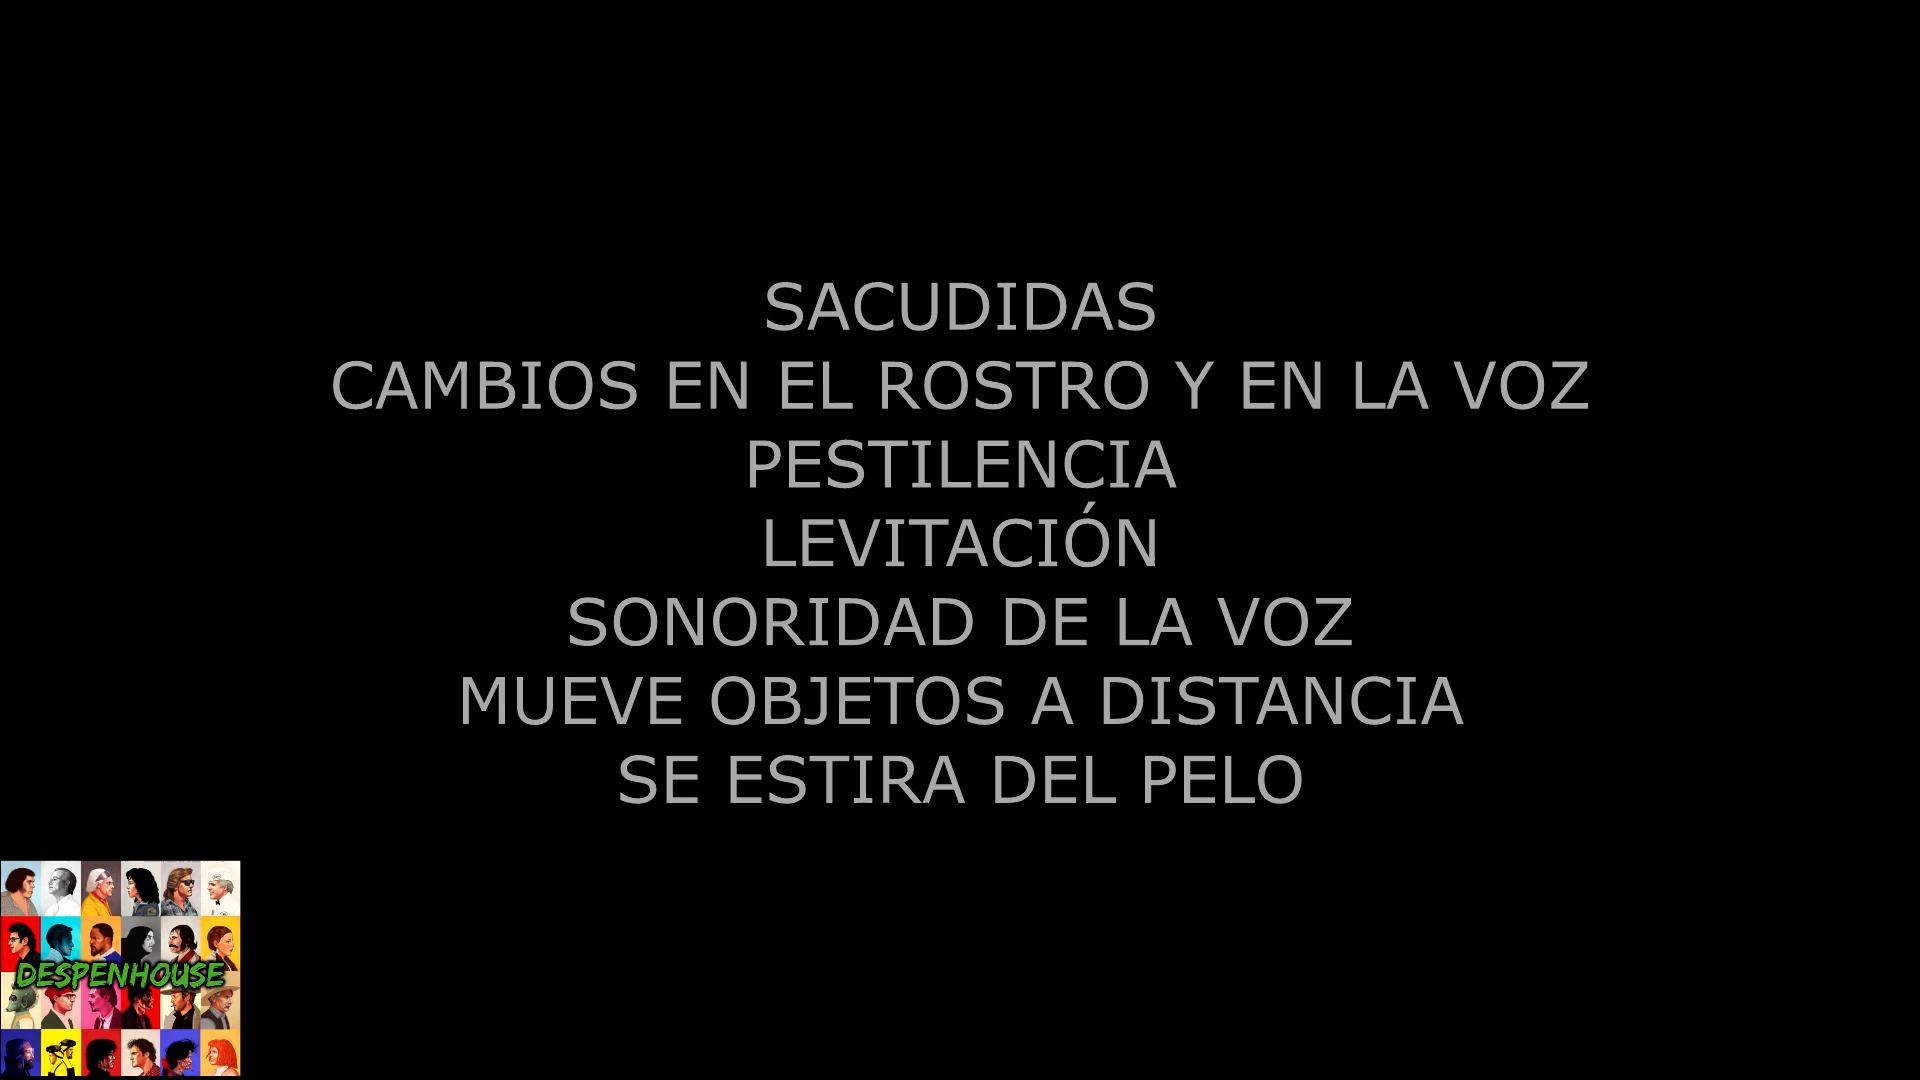 SACUDIDAS
CAMBIOS EN EL ROSTRO Y EN LA VOZ
PESTILENCIA
LEVITACIÓN
SONORIDAD DE LA VOZ
MUEVE OBJETOS A DISTANCIA
SE ESTIRA DEL PELO
DESPENHOUSE